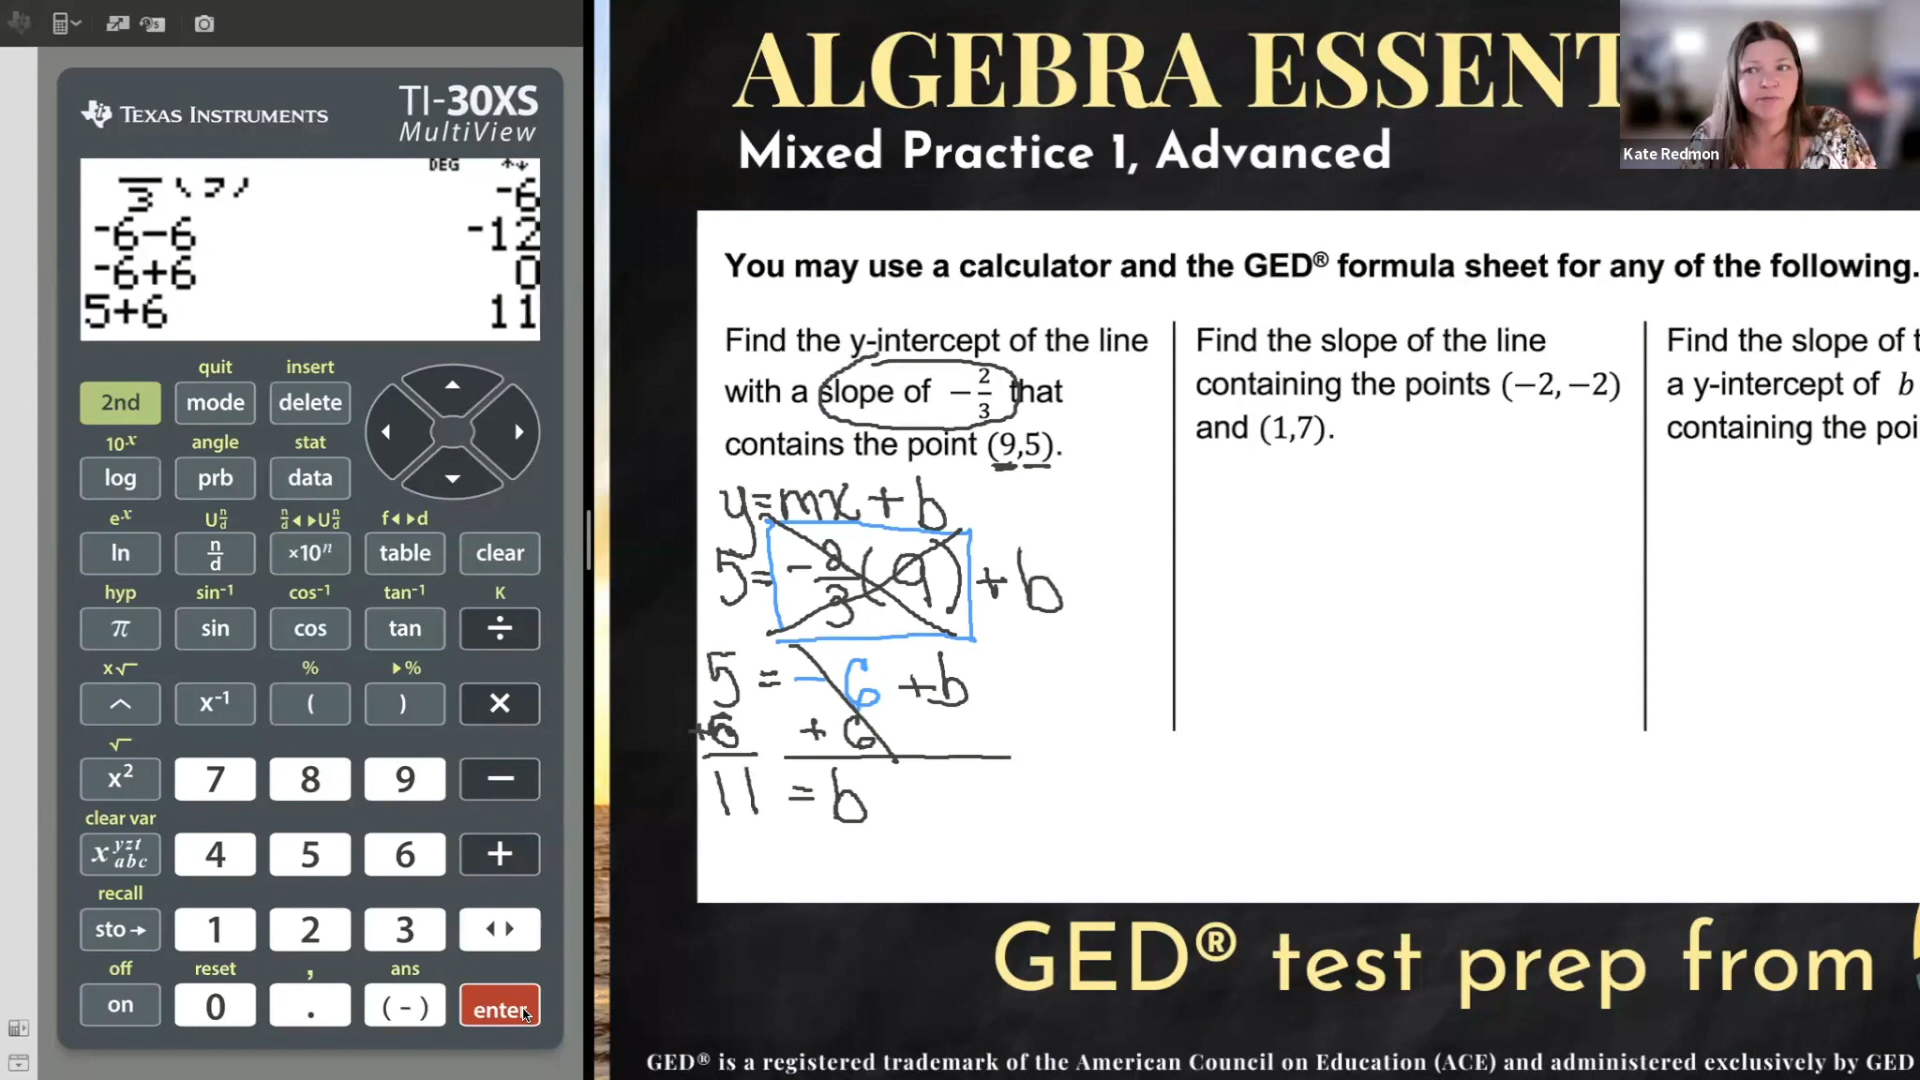 TEXAS INSTRUMENTS
TI-30XS
MultiView
DEG
3
-6
-6-6 -12
-6+6 0
5+6 11
quit insert
2nd mode delete
10ˣ angle stat
log prb data
eˣ U n/d n/d ◄►U n/d f◄►d
ln n/d ×10ⁿ table clear
hyp sin⁻¹ cos⁻¹ tan⁻¹ K
π sin cos tan ÷
x√ % ►%
^ x⁻¹ ( ) ×
√
x² 7 8 9 −
clear var
x yzt abc 4 5 6 +
recall
sto→ 1 2 3 ◄►
off reset , ans
on 0 . (-) enter
ALGEBRA ESSENT
Mixed Practice 1, Advanced
Kate Redmon
You may use a calculator and the GED® formula sheet for any of the following.
Find the y-intercept of the line
with a slope of −2/3 that
contains the point (9,5).
y=mx+b
5=-2/3(9)+b
5=-6+b
+6 +6
11=b
Find the slope of the line
containing the points (−2,−2)
and (1,7).
Find the slope of t
a y-intercept of b
containing the poi
GED® test prep from
GED® is a registered trademark of the American Council on Education (ACE) and administered exclusively by GED